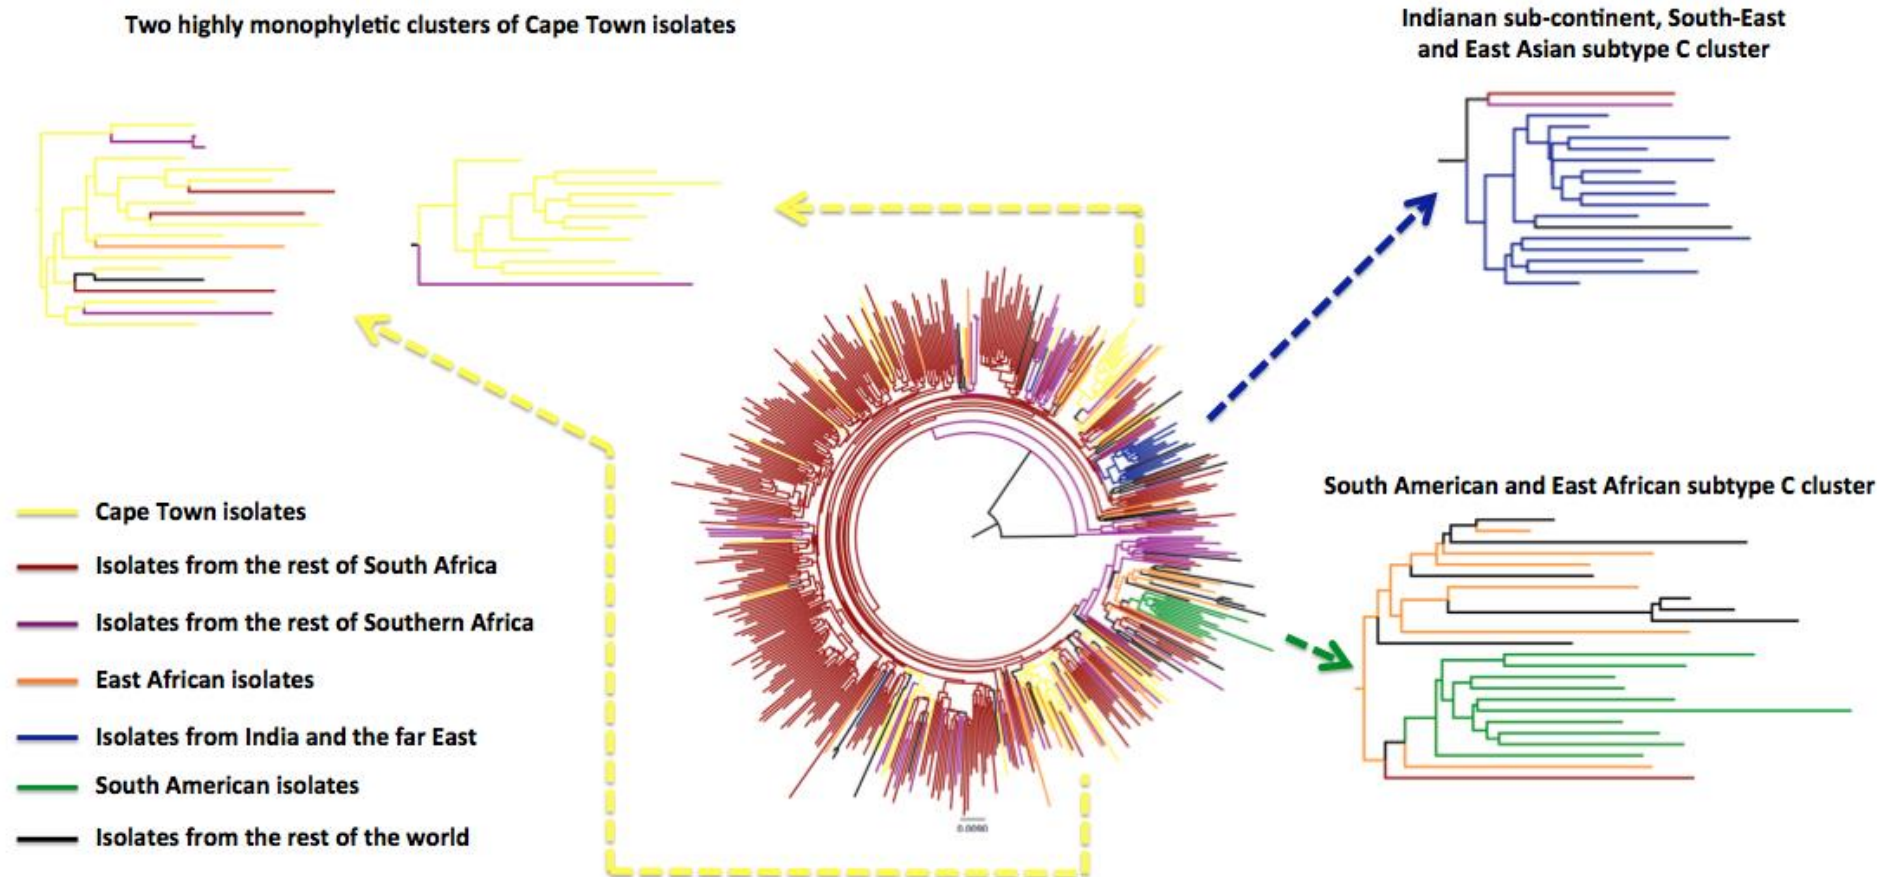 Two highly monophyletic clusters of Cape Town isolates
Indianan sub-continent, South-East
and East Asian subtype C cluster
South American and East African subtype C cluster
Cape Town isolates
Isolates from the rest of South Africa
Isolates from the rest of Southern Africa
East African isolates
Isolates from India and the far East
South American isolates
Isolates from the rest of the world
0.0090